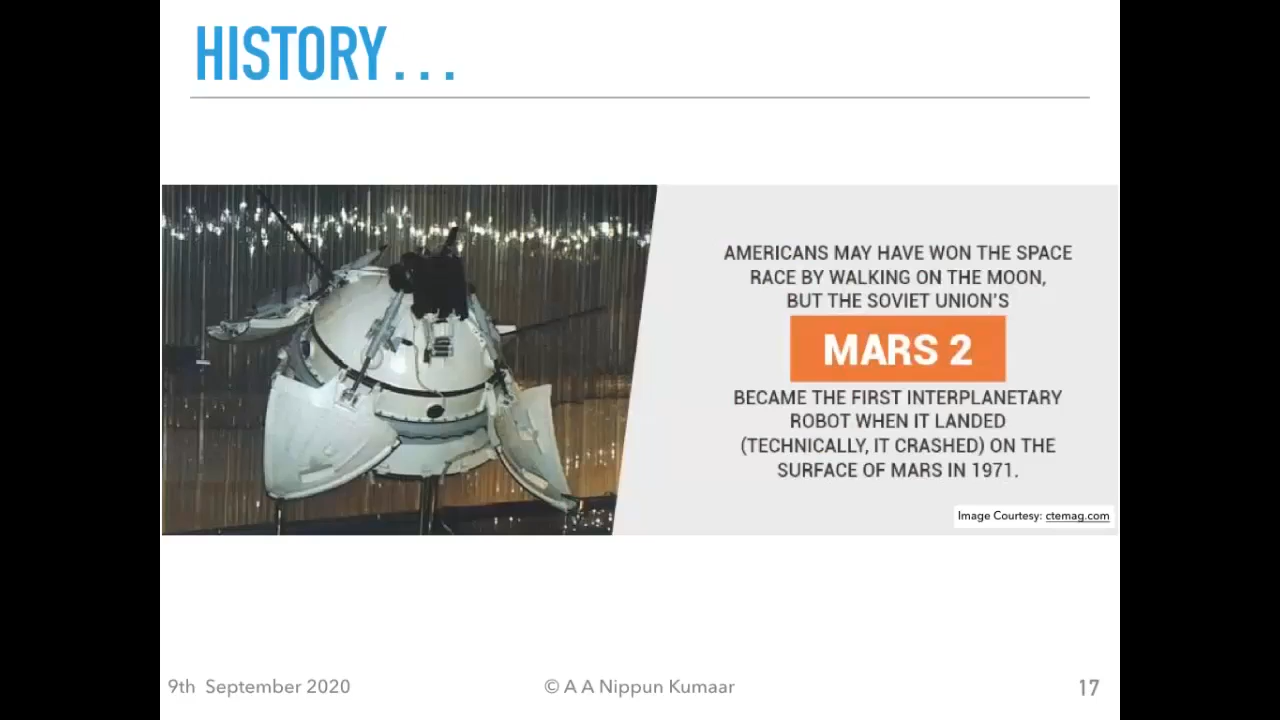 HISTORY...
AMERICANS MAY HAVE WON THE SPACE
RACE BY WALKING ON THE MOON,
BUT THE SOVIET UNION'S
MARS 2
BECAME THE FIRST INTERPLANETARY
ROBOT WHEN IT LANDED
(TECHNICALLY, IT CRASHED) ON THE
SURFACE OF MARS IN 1971.
Image Courtesy: ctemag.com
9th September 2020
© A A Nippun Kumaar
17